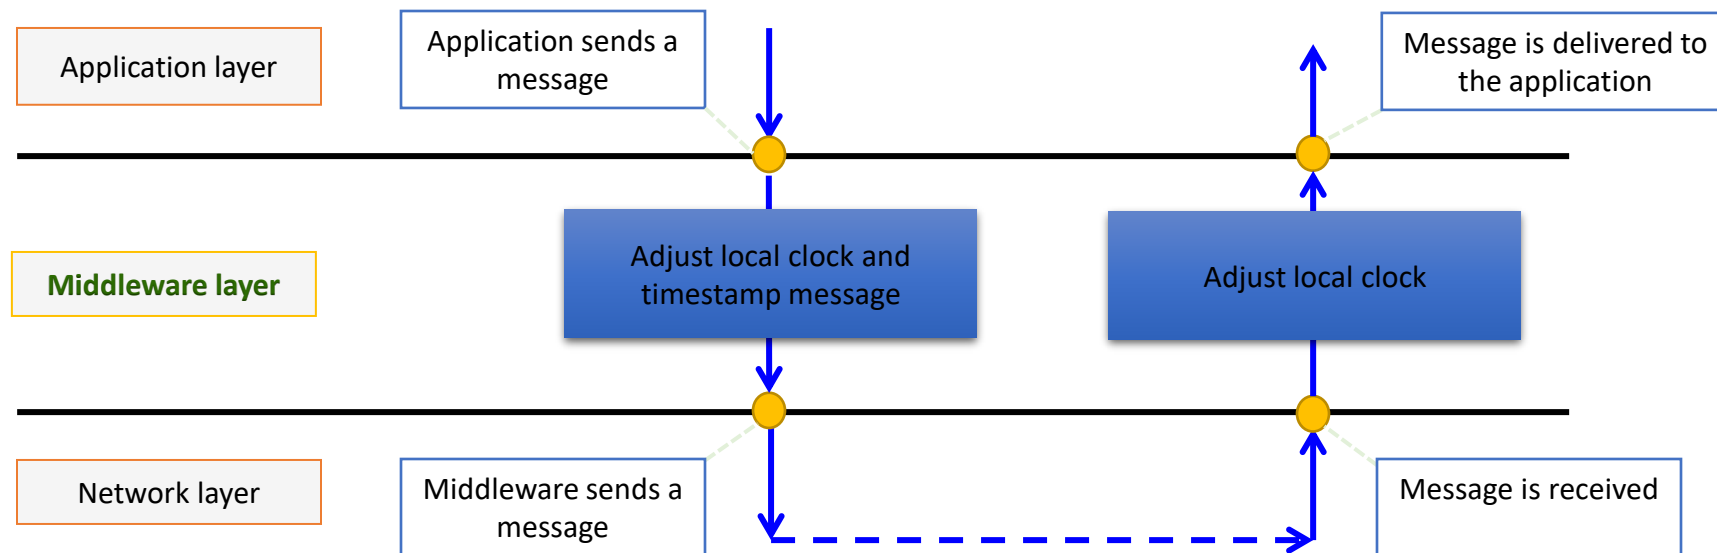 Application layer
Application sends a
message
Message is delivered to
the application
Middleware layer
Adjust local clock and
timestamp message
Adjust local clock
Network layer
Middleware sends a
message
Message is received